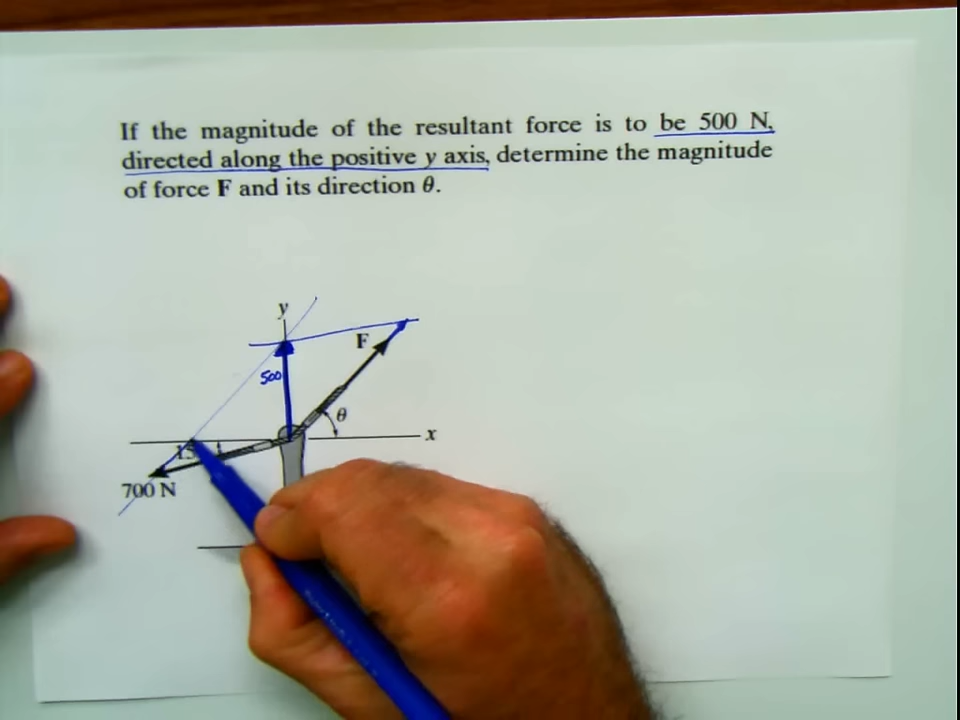 If the magnitude of the resultant force is to be 500 N,
directed along the positive y axis, determine the magnitude
of force F and its direction θ.
y
F
500
θ
x
700 N